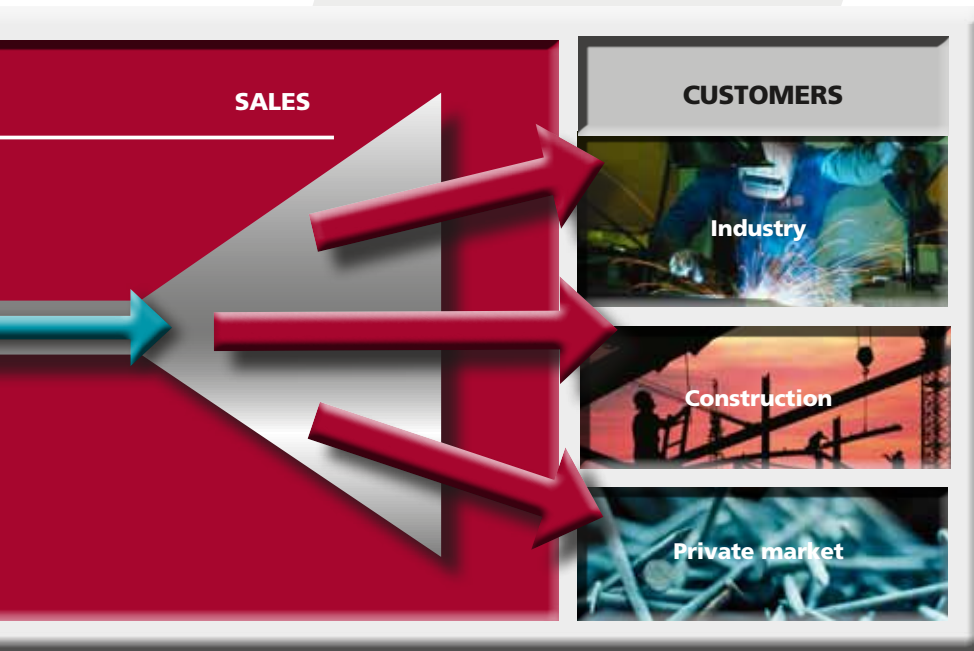 SALES
CUSTOMERS
Industry
Construction
Private market